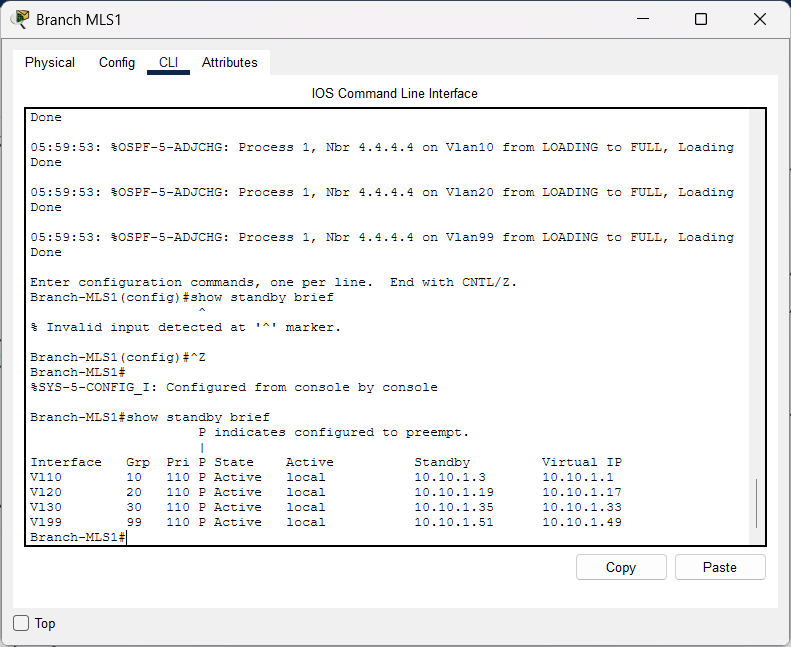 Branch MLS1
Physical Config CLI Attributes
IOS Command Line Interface
Done
05:59:53: %OSPF-5-ADJCHG: Process 1, Nbr 4.4.4.4 on Vlan10 from LOADING to FULL, Loading
Done
05:59:53: %OSPF-5-ADJCHG: Process 1, Nbr 4.4.4.4 on Vlan20 from LOADING to FULL, Loading
Done
05:59:53: %OSPF-5-ADJCHG: Process 1, Nbr 4.4.4.4 on Vlan99 from LOADING to FULL, Loading
Done
Enter configuration commands, one per line.  End with CNTL/Z.
Branch-MLS1(config)#show standby brief
                     ^
% Invalid input detected at '^' marker.
Branch-MLS1(config)#^Z
Branch-MLS1#
%SYS-5-CONFIG_I: Configured from console by console
Branch-MLS1#show standby brief
                     P indicates configured to preempt.
                     |
Interface   Grp  Pri P State   Active          Standby         Virtual IP
Vl10        10   110 P Active  local           10.10.1.3       10.10.1.1
Vl20        20   110 P Active  local           10.10.1.19      10.10.1.17
Vl30        30   110 P Active  local           10.10.1.35      10.10.1.33
Vl99        99   110 P Active  local           10.10.1.51      10.10.1.49
Branch-MLS1#
Copy Paste
Top